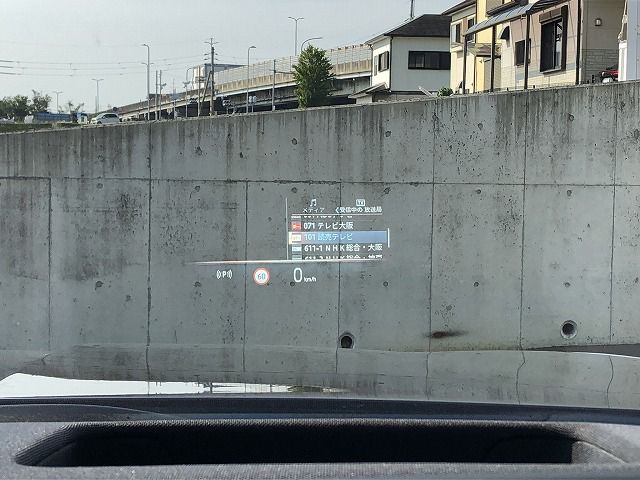 メディア く受信中の放送局
071 テレビ大阪
101 読売テレビ
611-1 NHK総合・大阪
((P)) 60 0 km/h